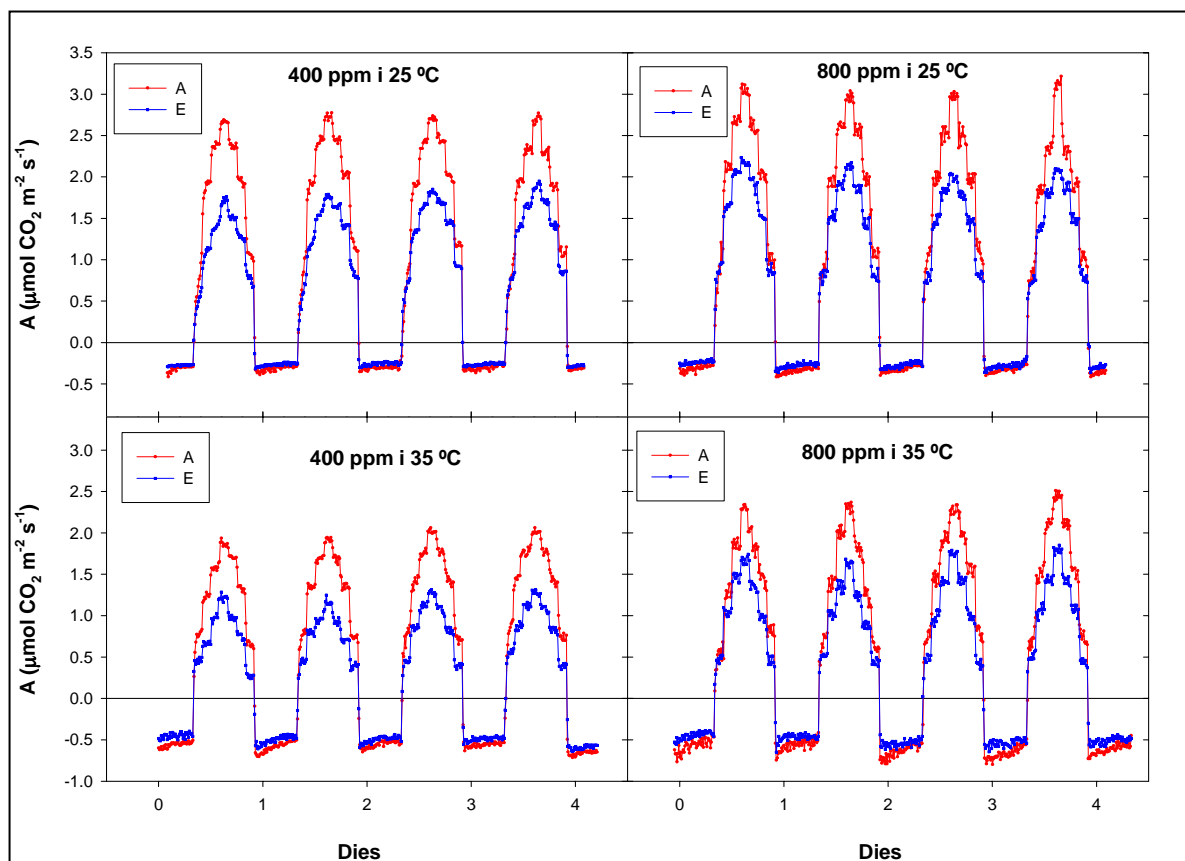 400 ppm i 25 ºC
A
E
800 ppm i 25 ºC
A
E
A (µmol CO2 m-2 s-1)
3.5
3.0
2.5
2.0
1.5
1.0
0.5
0.0
-0.5
400 ppm i 35 ºC
A
E
800 ppm i 35 ºC
A
E
A (µmol CO2 m-2 s-1)
3.0
2.5
2.0
1.5
1.0
0.5
0.0
-0.5
-1.0
0 1 2 3 4
0 1 2 3 4
Dies
Dies